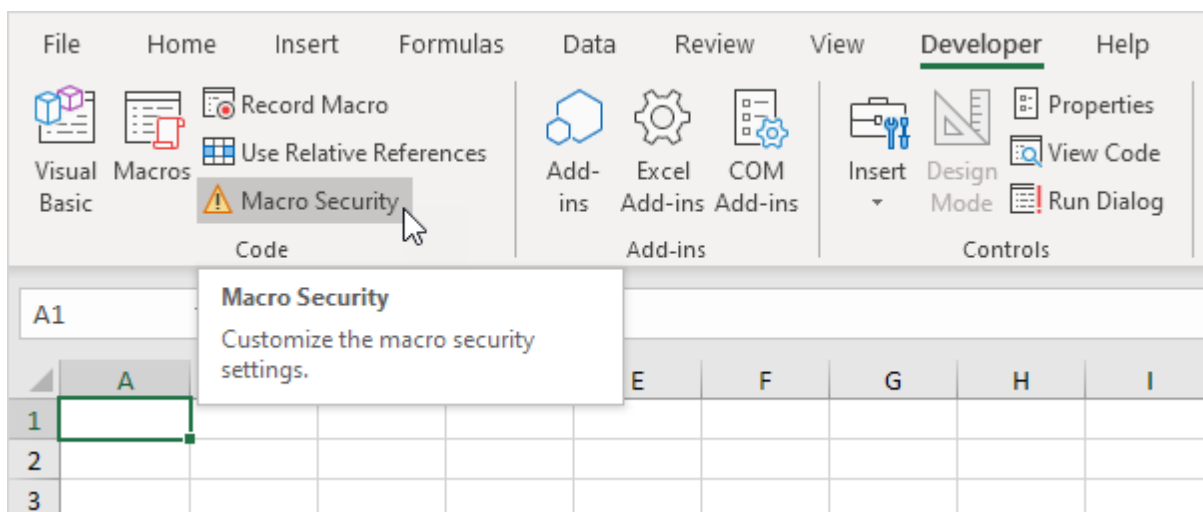 File Home Insert Formulas Data Review View Developer Help
Visual Basic
Macros
Record Macro
Use Relative References
Macro Security
Code
Add-ins
Excel Add-ins
COM Add-ins
Add-ins
Insert
Design Mode
Properties
View Code
Run Dialog
Controls
A1
Macro Security
Customize the macro security
settings.
A E F G H I
1
2
3